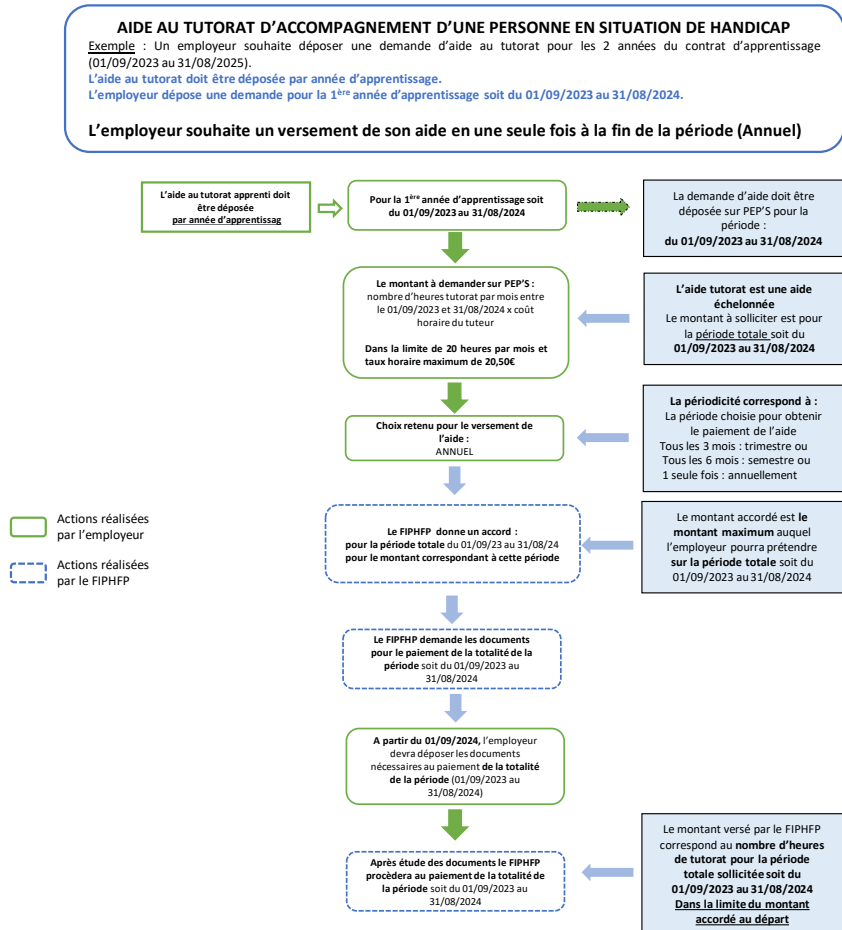 AIDE AU TUTORAT D’ACCOMPAGNEMENT D’UNE PERSONNE EN SITUATION DE HANDICAP
Exemple : Un employeur souhaite déposer une demande d’aide au tutorat pour les 2 années du contrat d’apprentissage
(01/09/2023 au 31/08/2025).
L’aide au tutorat doit être déposée par année d’apprentissage.
L’employeur dépose une demande pour la 1ère année d’apprentissage soit du 01/09/2023 au 31/08/2024.
L’employeur souhaite un versement de son aide en une seule fois à la fin de la période (Annuel)
L’aide au tutorat apprenti doit
être déposée
par année d’apprentissag
Pour la 1ère année d’apprentissage soit
du 01/09/2023 au 31/08/2024
La demande d’aide doit être
déposée sur PEP’S pour la
période :
du 01/09/2023 au 31/08/2024
Le montant à demander sur PEP’S :
nombre d’heures tutorat par mois entre
le 01/09/2023 et 31/08/2024 x coût
horaire du tuteur
Dans la limite de 20 heures par mois et
taux horaire maximum de 20,50€
L’aide tutorat est une aide
échelonnée
Le montant à solliciter est pour
la période totale soit du
01/09/2023 au 31/08/2024
Choix retenu pour le versement de
l’aide :
ANNUEL
La périodicité correspond à :
La période choisie pour obtenir
le paiement de l’aide
Tous les 3 mois : trimestre ou
Tous les 6 mois : semestre ou
1 seule fois : annuellement
Actions réalisées
par l’employeur
Actions réalisées
par le FIPHFP
Le FIPHFP donne un accord :
pour la période totale du 01/09/23 au 31/08/24
pour le montant correspondant à cette période
Le montant accordé est le
montant maximum auquel
l’employeur pourra prétendre
sur la période totale soit du
01/09/2023 au 31/08/2024
Le FIPFHP demande les documents
pour le paiement de la totalité de la
période soit du 01/09/2023 au
31/08/2024
A partir du 01/09/2024, l’employeur
devra déposer les documents
nécessaires au paiement de la totalité
de la période (01/09/2023 au
31/08/2024)
Après étude des documents le FIPHFP
procèdera au paiement de la totalité de
la période soit du 01/09/2023 au
31/08/2024
Le montant versé par le FIPHFP
correspond au nombre d’heures
de tutorat pour la période
totale sollicitée soit du
01/09/2023 au 31/08/2024
Dans la limite du montant
accordé au départ